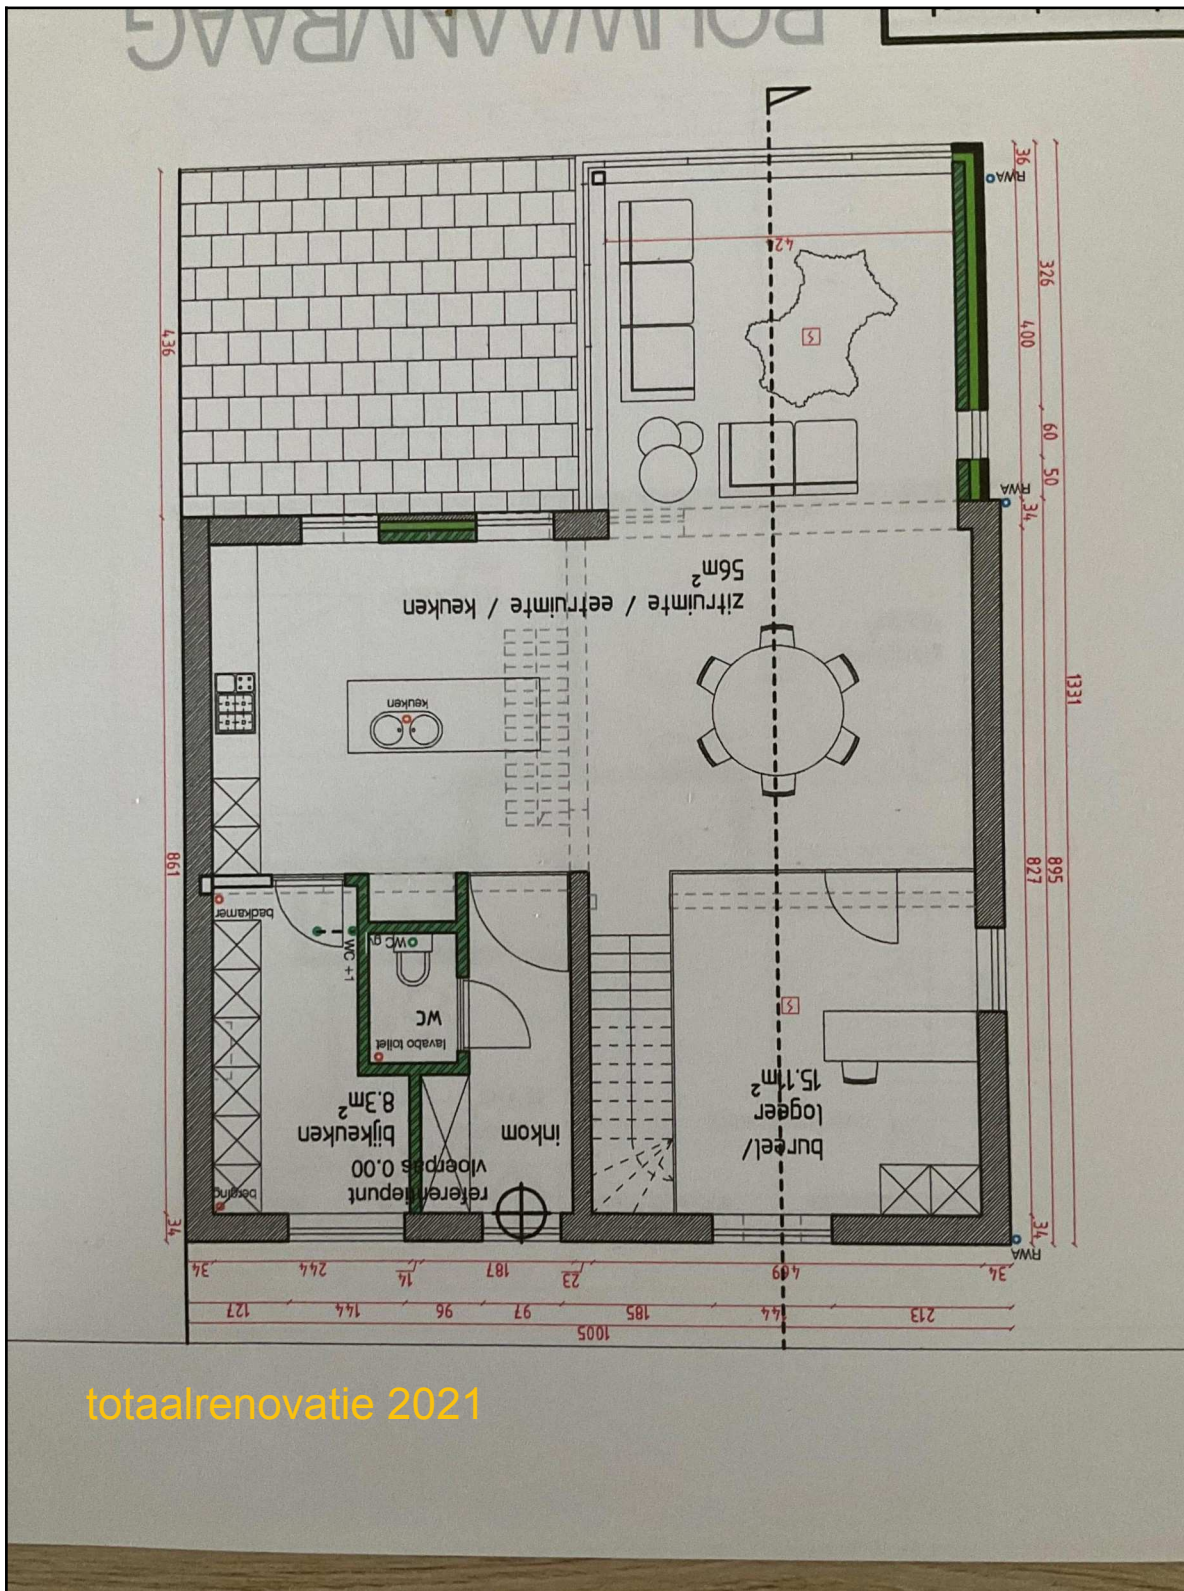 BOUWAANVRAAG
RWA
36
326
400
424
436
60
50
RWA
34
zitruimte / eetruimte / keuken
56m²
keuken
1331
861
895
827
badkamer
WC +1
WC gv
WC
lavabo toilet
bureel/
logeer
15.11m²
inkom
bijkeuken
8.3m²
referentiepunt
vloerpas 0.00
berging
34
34
RWA
34
469
23
187
14
244
34
213
144
185
97
96
144
127
1005
totaalrenovatie 2021